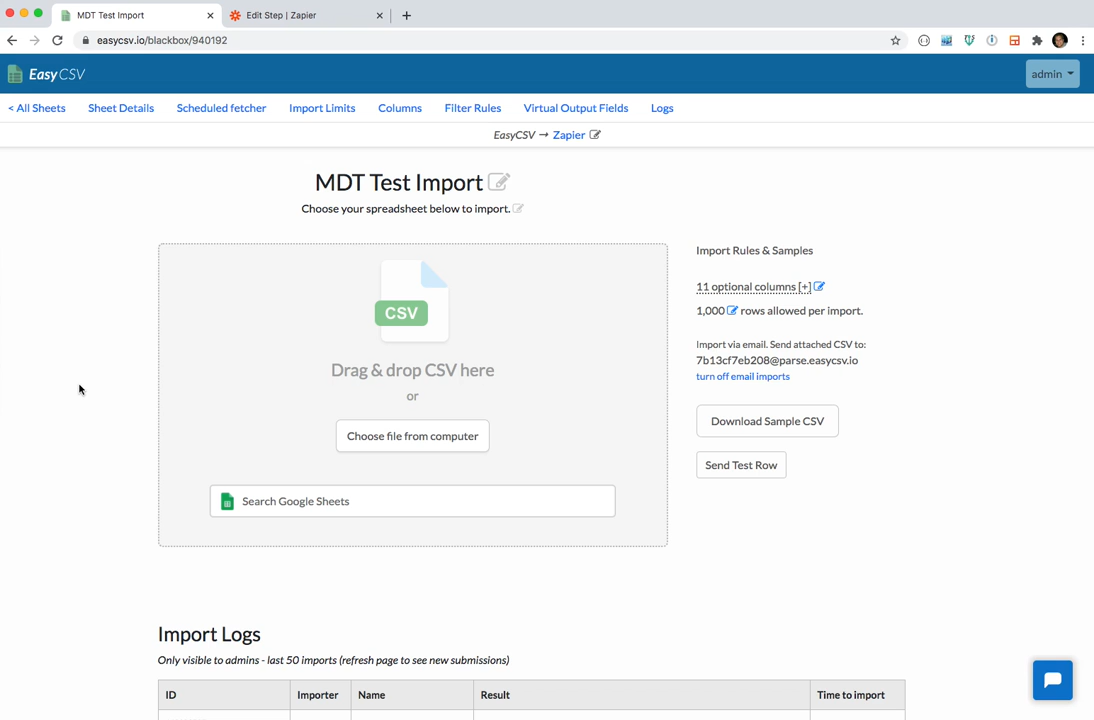 MDT Test Import
Edit Step | Zapier
easycsv.io/blackbox/940192
EasyCSV
admin
< All Sheets Sheet Details Scheduled fetcher Import Limits Columns Filter Rules Virtual Output Fields Logs
EasyCSV → Zapier
MDT Test Import
Choose your spreadsheet below to import.
CSV
Drag & drop CSV here
or
Choose file from computer
Search Google Sheets
Import Rules & Samples
11 optional columns [+]
1,000 rows allowed per import.
Import via email. Send attached CSV to:
7b13cf7eb208@parse.easycsv.io
turn off email imports
Download Sample CSV
Send Test Row
Import Logs
Only visible to admins - last 50 imports (refresh page to see new submissions)
ID Importer Name Result Time to import